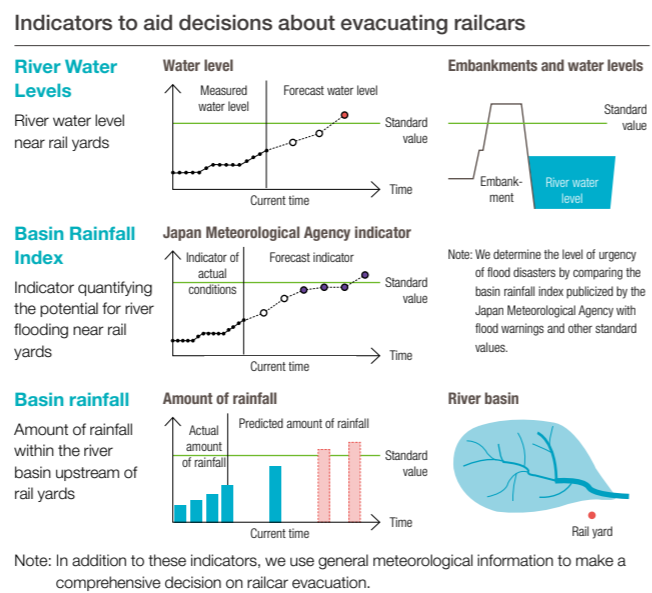 Indicators to aid decisions about evacuating railcars
River Water
Levels
River water level
near rail yards
Water level
Measured
water level
Forecast water level
Standard
value
Time
Current time
Embankments and water levels
Standard
value
Embank-
ment
River water
level
Basin Rainfall
Index
Indicator quantifying
the potential for river
flooding near rail
yards
Japan Meteorological Agency indicator
Indicator of
actual
conditions
Forecast indicator
Standard
value
Time
Current time
Note: We determine the level of urgency
of flood disasters by comparing the
basin rainfall index publicized by the
Japan Meteorological Agency with
flood warnings and other standard
values.
Basin rainfall
Amount of rainfall
within the river
basin upstream of
rail yards
Amount of rainfall
Actual
amount
of rainfall
Predicted amount of rainfall
Standard
value
Time
Current time
River basin
Rail yard
Note: In addition to these indicators, we use general meteorological information to make a
comprehensive decision on railcar evacuation.